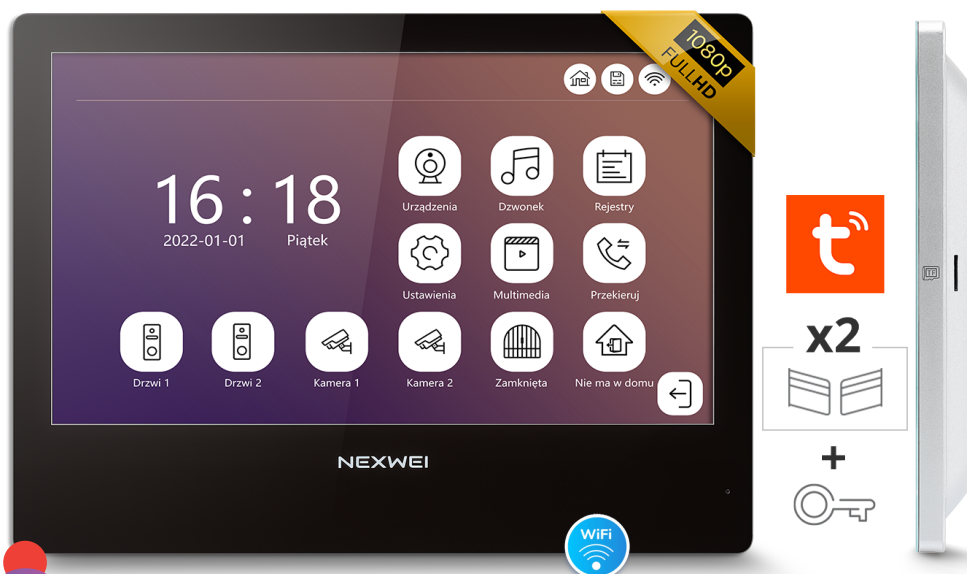 1080p
FULLHD
16 : 18
2022-01-01 Piątek
Urządzenia Dzwonek Rejestry
Ustawienia Multimedia Przekieruj
Drzwi 1 Drzwi 2 Kamera 1 Kamera 2 Zamknięta Nie ma w domu
NEXWEI
WiFi
t
x2
+
TF